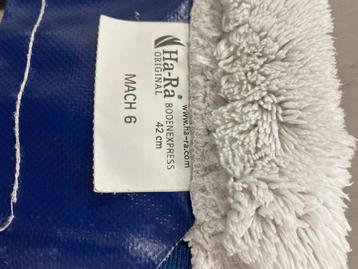 Ha-Ra®
ORIGINAL
BODENEXPRESS
42 cm
www.ha-ra.com
MACH 6